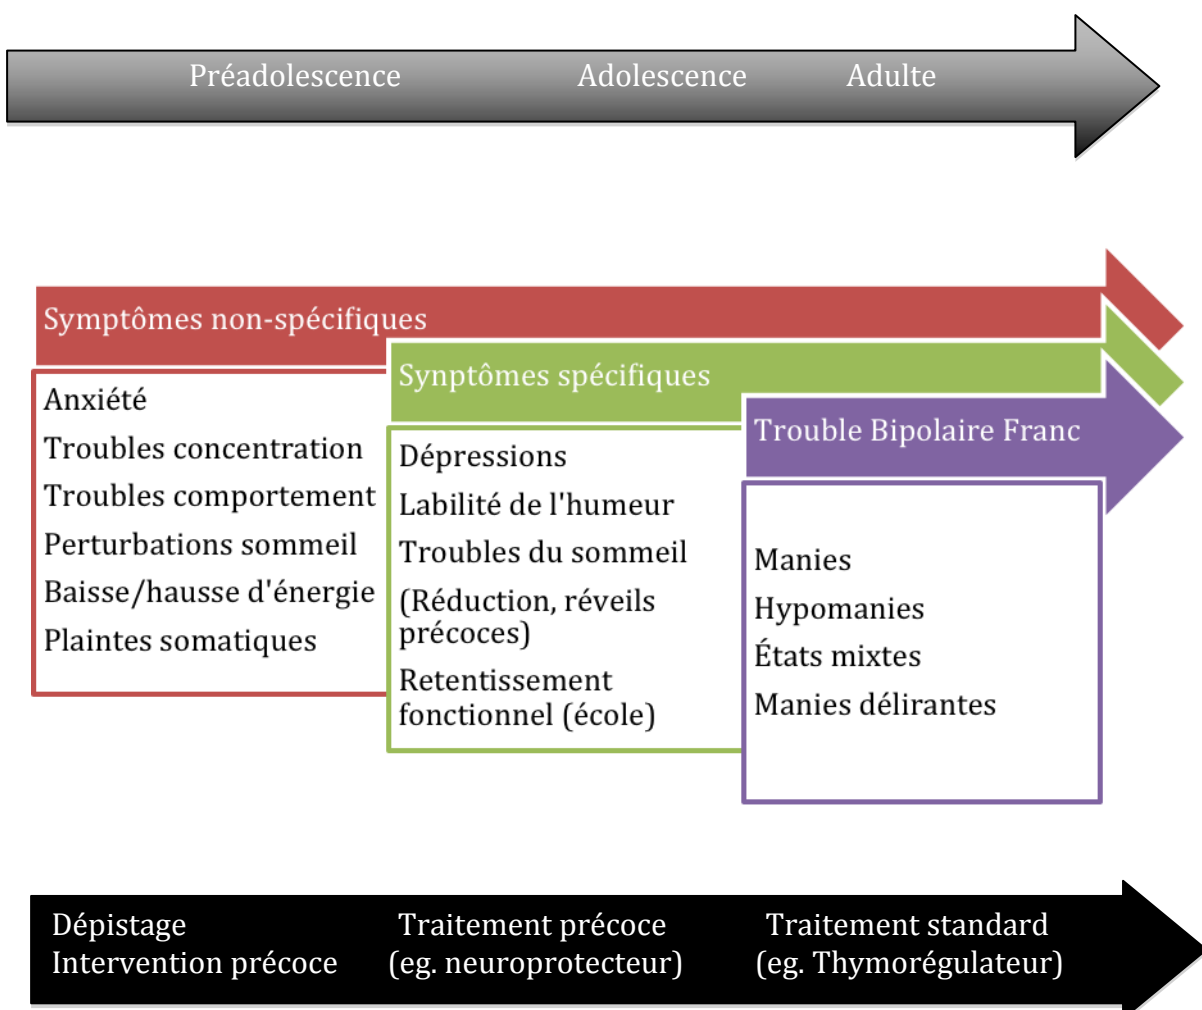 Préadolescence Adolescence Adulte
Symptômes non-spécifiques
Anxiété
Troubles concentration
Troubles comportement
Perturbations sommeil
Baisse/hausse d'énergie
Plaintes somatiques
Synptômes spécifiques
Dépressions
Labilité de l'humeur
Troubles du sommeil
(Réduction, réveils
précoces)
Retentissement
fonctionnel (école)
Trouble Bipolaire Franc
Manies
Hypomanies
États mixtes
Manies délirantes
Dépistage
Intervention précoce
Traitement précoce
(eg. neuroprotecteur)
Traitement standard
(eg. Thymorégulateur)